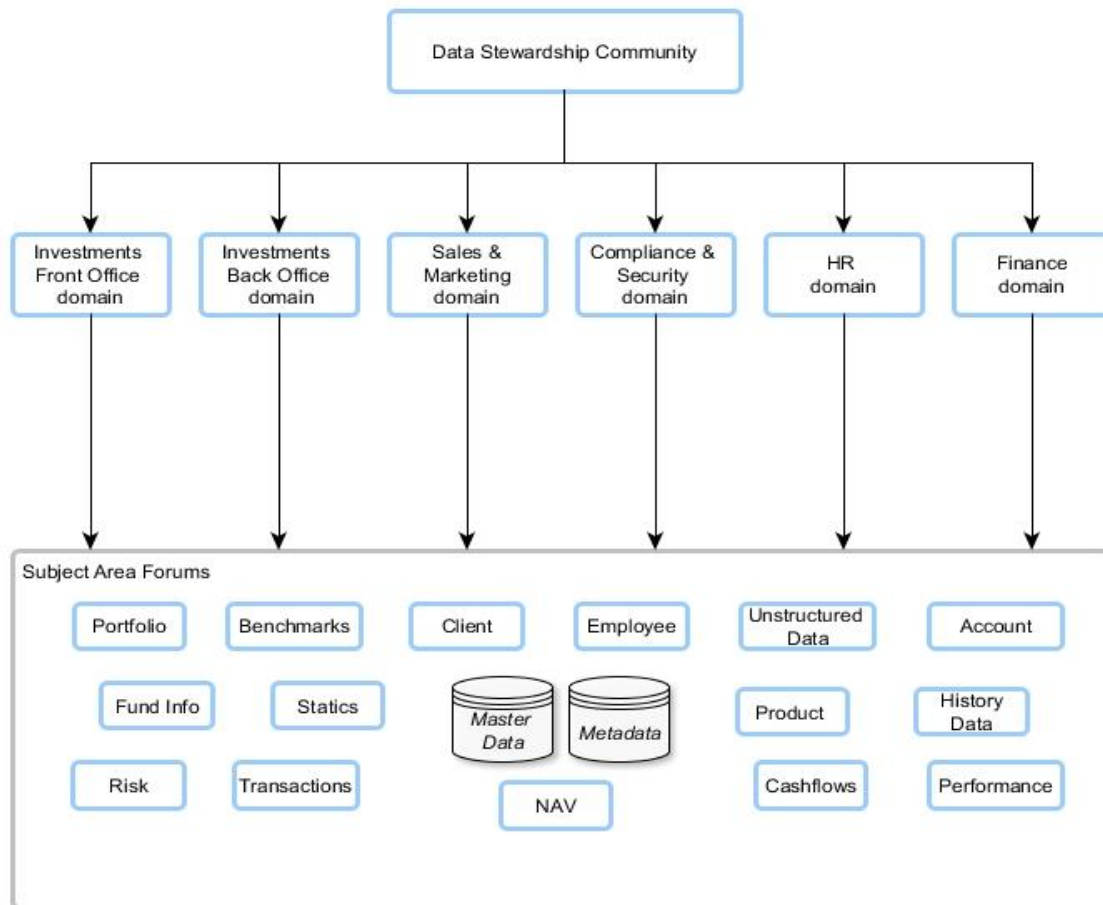 Data Stewardship Community
Investments
Front Office
domain
Investments
Back Office
domain
Sales &
Marketing
domain
Compliance &
Security
domain
HR
domain
Finance
domain
Subject Area Forums
Portfolio
Benchmarks
Client
Employee
Unstructured
Data
Account
Fund Info
Statics
Master
Data
Metadata
Product
History
Data
Risk
Transactions
NAV
Cashflows
Performance